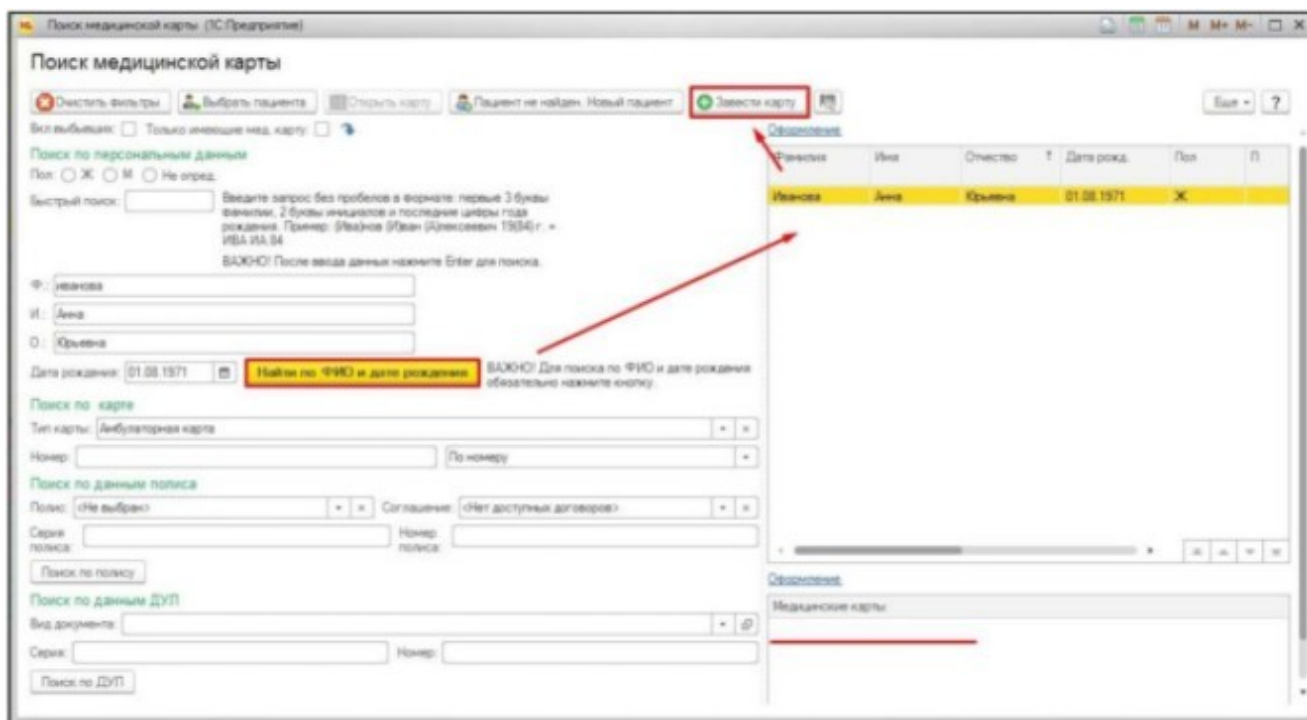 Поиск медицинской карты (1С:Предприятие)
M M+ M-
Поиск медицинской карты
Очистить фильтры Выбрать пациента Открыть карту Пациент не найден. Новый пациент Завести карту Еще ?
Вкл.выбывших: Только имеющие мед. карту:
Оформление
Поиск по персональным данным
Пол: Ж М Не опред.
Фамилия Имя Отчество Дата рожд. Пол П
Иванова Анна Юрьевна 01.08.1971 Ж
Быстрый поиск:
Введите запрос без пробелов в формате: первые 3 буквы
фамилии, 2 буквы инициалов и последние цифры года
рождения. Пример: (Ива)нов (И)ван (А)лексеевич 19(84) г. =
ИВА ИА 84
ВАЖНО! После ввода данных нажмите Enter для поиска.
Ф.: иванова
И.: Анна
О.: Юрьевна
Дата рождения: 01.08.1971 Найти по ФИО и дате рождения
ВАЖНО! Для поиска по ФИО и дате рождения
обязательно нажмите кнопку.
Поиск по карте
Тип карты: Амбулаторная карта
Номер: По номеру
Поиск по данным полиса
Полис: <Не выбран> Соглашение: <Нет доступных договоров>
Серия
полиса:
Номер
полиса:
Поиск по полису
Поиск по данным ДУЛ
Вид документа:
Серия: Номер:
Поиск по ДУЛ
Оформление
Медицинские карты